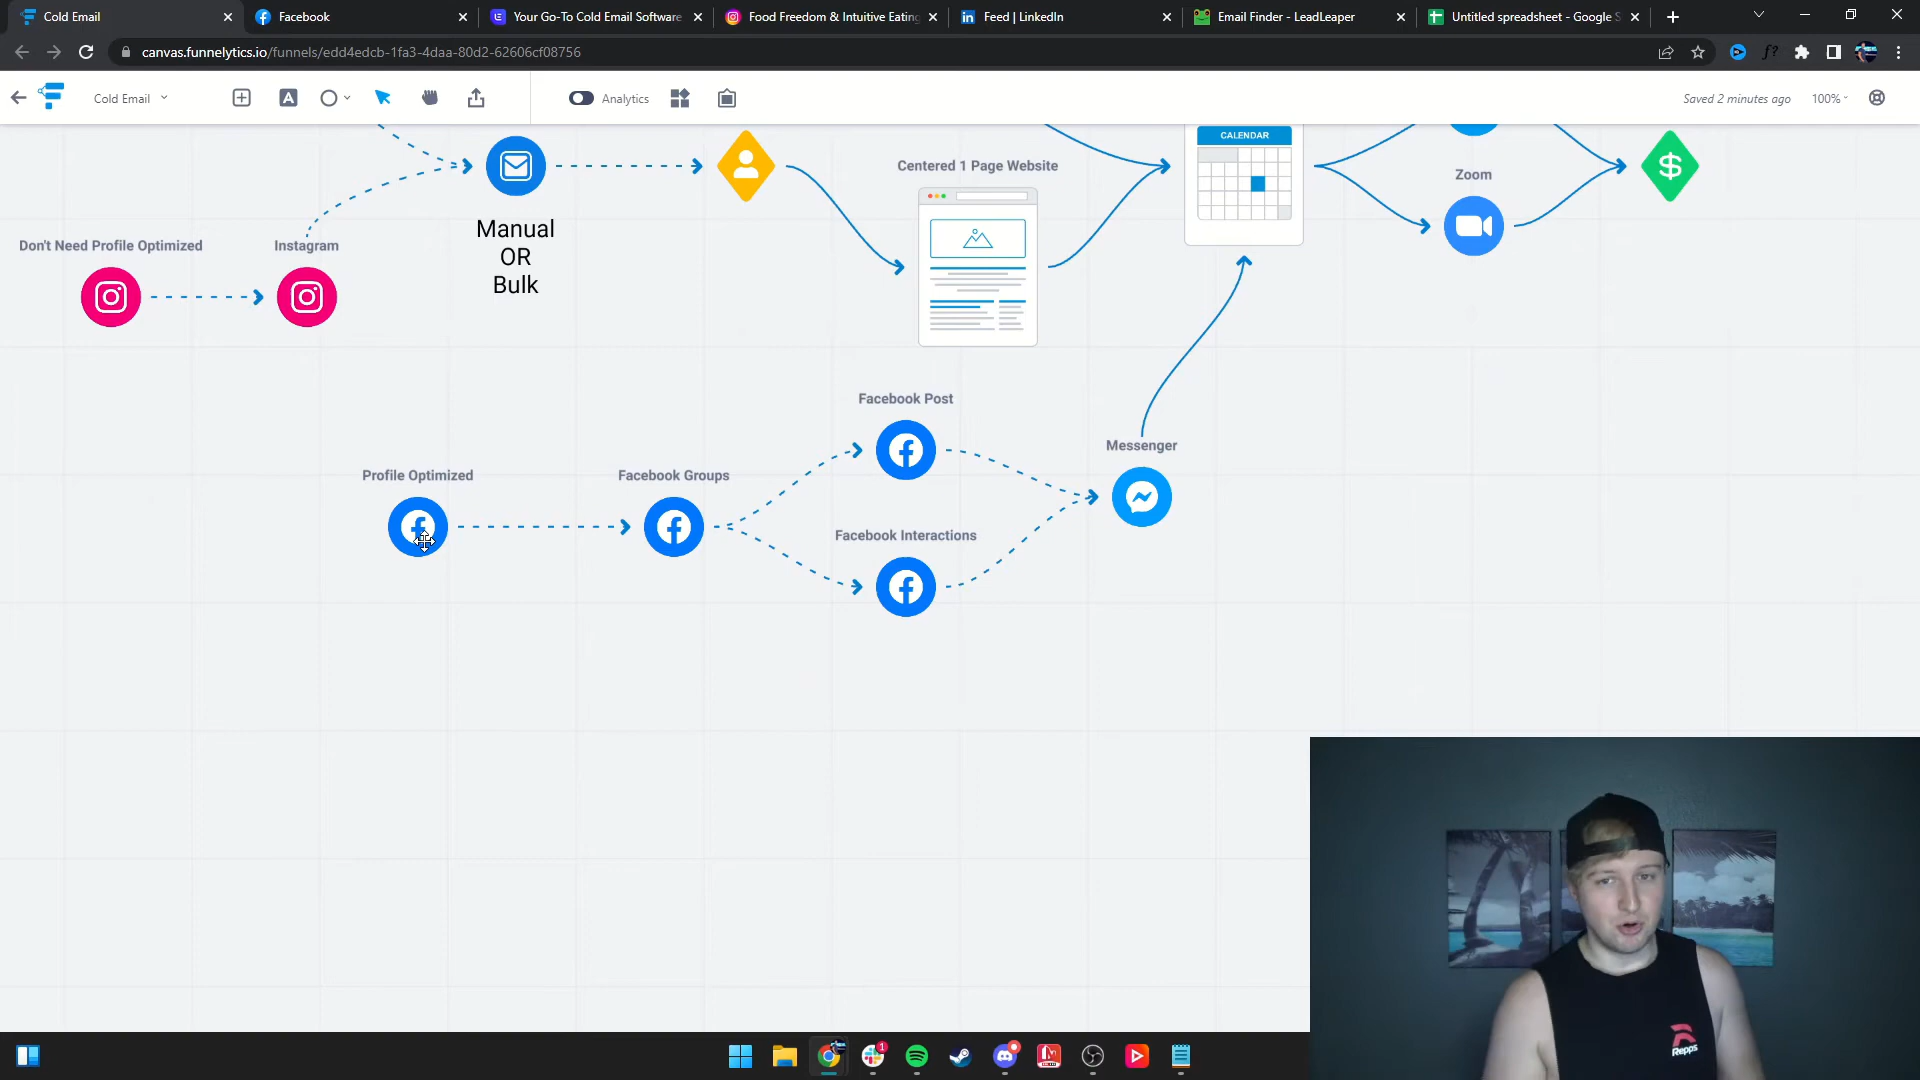 Cold Email
Facebook
Your Go-To Cold Email Software
Food Freedom & Intuitive Eating
Feed | LinkedIn
Email Finder - LeadLeaper
Untitled spreadsheet - Google S
canvas.funnelytics.io/funnels/edd4edcb-1fa3-4daa-80d2-62606cf08756
Cold Email
A
Analytics
Saved 2 minutes ago
100%
CALENDAR
Centered 1 Page Website
Zoom
$
Don't Need Profile Optimized
Instagram
Manual
OR
Bulk
Facebook Post
Messenger
Profile Optimized
Facebook Groups
Facebook Interactions
1
Repps